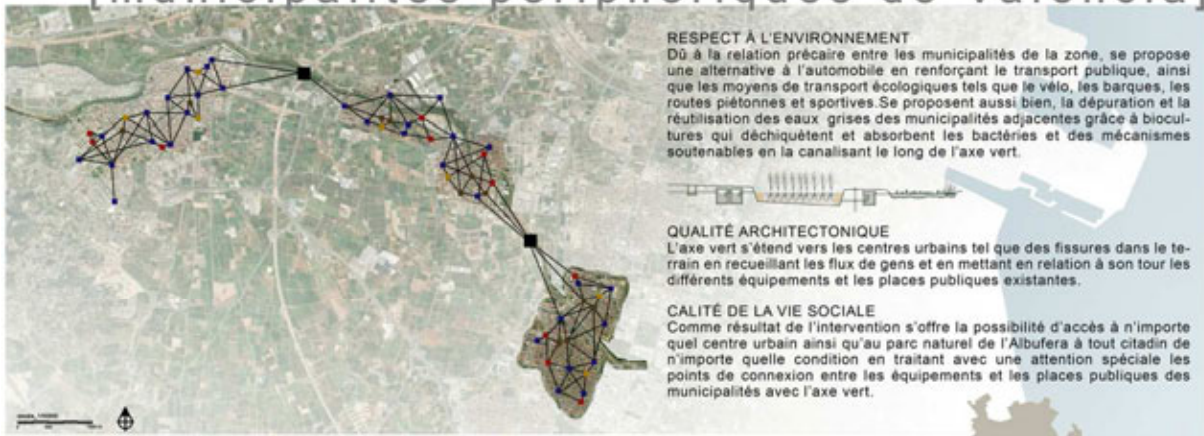 [Municipalités périphériques de Valencia]
RESPECT À L'ENVIRONNEMENT
Dû à la relation précaire entre les municipalités de la zone, se propose
une alternative à l'automobile en renforçant le transport publique, ainsi
que les moyens de transport écologiques tels que le vélo, les barques, les
routes piétonnes et sportives.Se proposent aussi bien, la dépuration et la
réutilisation des eaux grises des municipalités adjacentes grâce à biocul-
tures qui déchiquètent et absorbent les bactéries et des mécanismes
soutenables en la canalisant le long de l'axe vert.
QUALITÉ ARCHITECTONIQUE
L'axe vert s'étend vers les centres urbains tel que des fissures dans le te-
rrain en recueillant les flux de gens et en mettant en relation à son tour les
différents équipements et les places publiques existantes.
CALITÉ DE LA VIE SOCIALE
Comme résultat de l'intervention s'offre la possibilité d'accès à n'importe
quel centre urbain ainsi qu'au parc naturel de l'Albufera à tout citadin de
n'importe quelle condition en traitant avec une attention spéciale les
points de connexion entre les équipements et les places publiques des
municipalités avec l'axe vert.